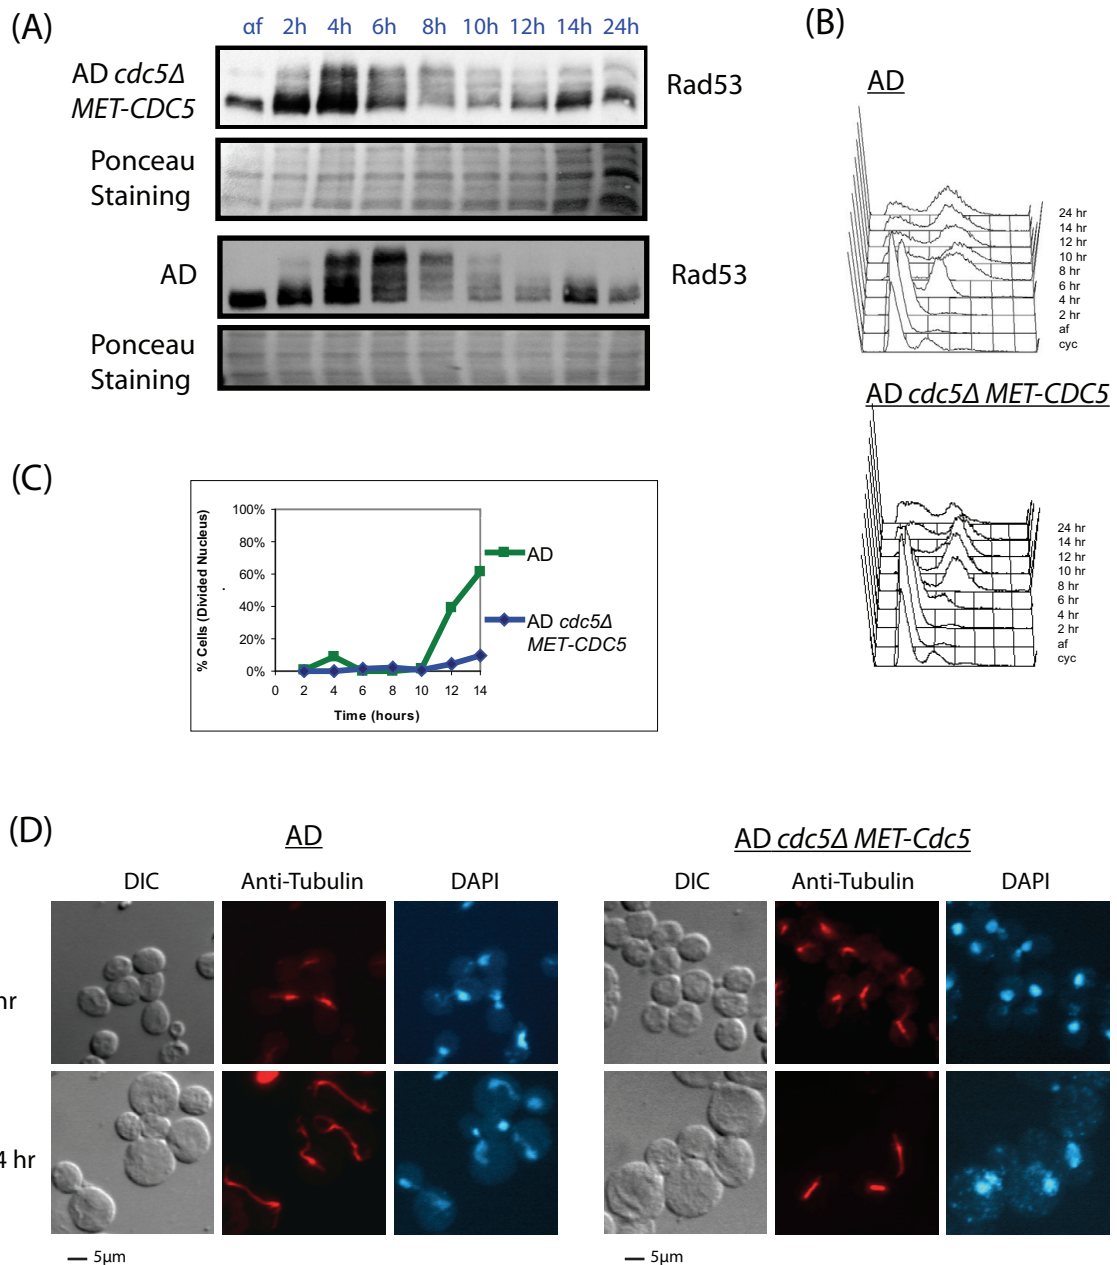 (A)
αf 2h 4h 6h 8h 10h 12h 14h 24h
AD cdc5Δ
MET-CDC5
Rad53
Ponceau
Staining
AD
Rad53
Ponceau
Staining
(B)
AD
24 hr
14 hr
12 hr
10 hr
8 hr
6 hr
4 hr
2 hr
af
cyc
AD cdc5Δ MET-CDC5
24 hr
14 hr
12 hr
10 hr
8 hr
6 hr
4 hr
2 hr
af
cyc
(C)
% Cells (Divided Nucleus)
100%
80%
60%
40%
20%
0%
0 2 4 6 8 10 12 14
Time (hours)
AD
AD cdc5Δ
MET-CDC5
(D)
AD
AD cdc5Δ MET-Cdc5
DIC Anti-Tubulin DAPI DIC Anti-Tubulin DAPI
hr
4 hr
5μm
5μm